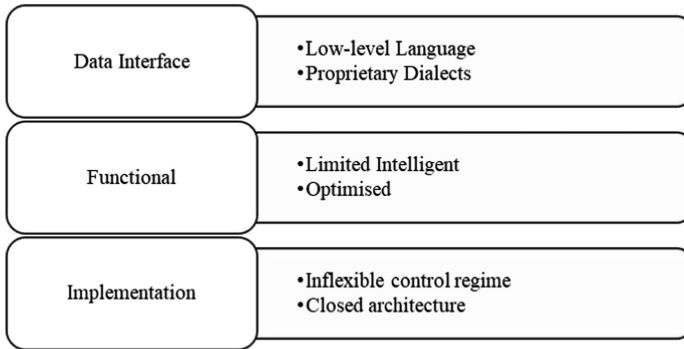 Data Interface
•Low-level Language
•Proprietary Dialects
Functional
•Limited Intelligent
•Optimised
Implementation
•Inflexible control regime
•Closed architecture